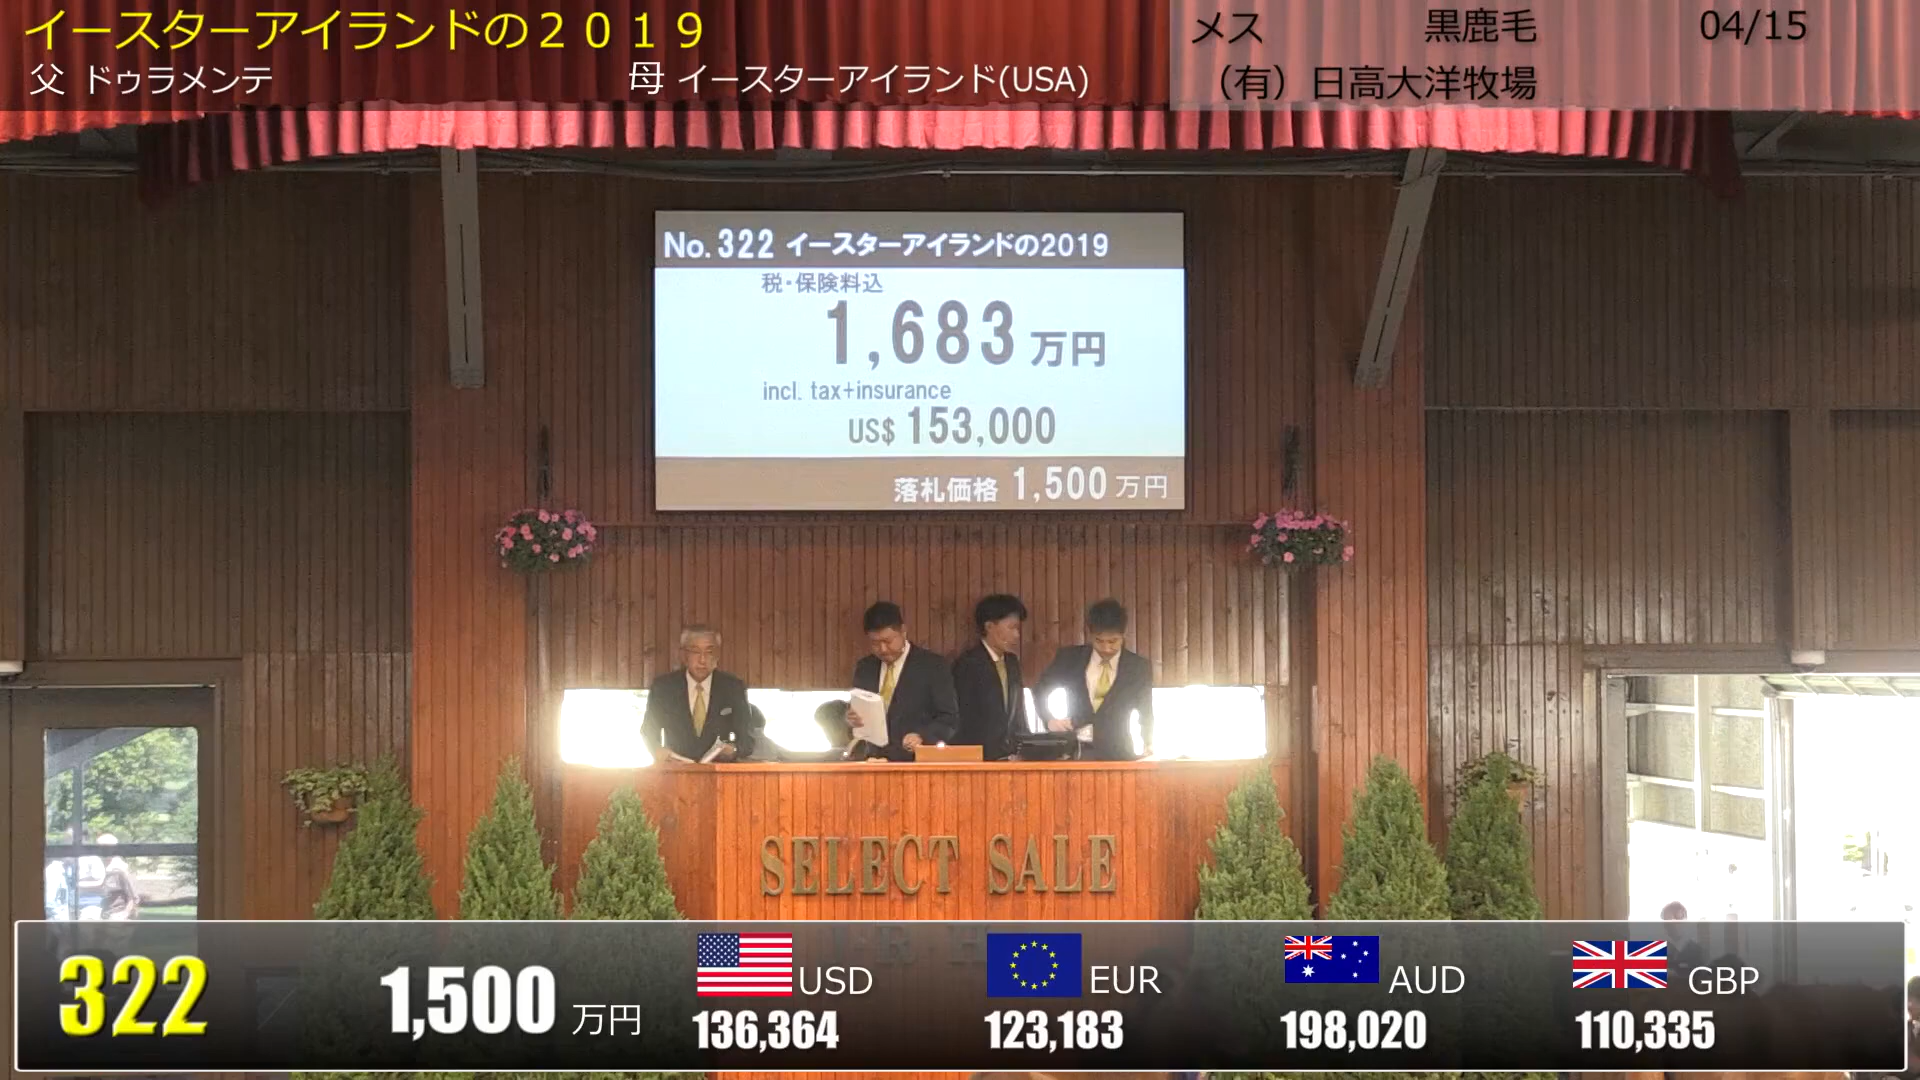 イースターアイランドの２０１９
父 ドゥラメンテ
母 イースターアイランド(USA)
メス 黒鹿毛 04/15
（有）日高大洋牧場
No. 322 イースターアイランドの2019
税・保険料込
1,683 万円
incl. tax+insurance
US$ 153,000
落札価格 1,500 万円
SELECT SALE
322
1,500 万円
USD
136,364
EUR
123,183
AUD
198,020
GBP
110,335